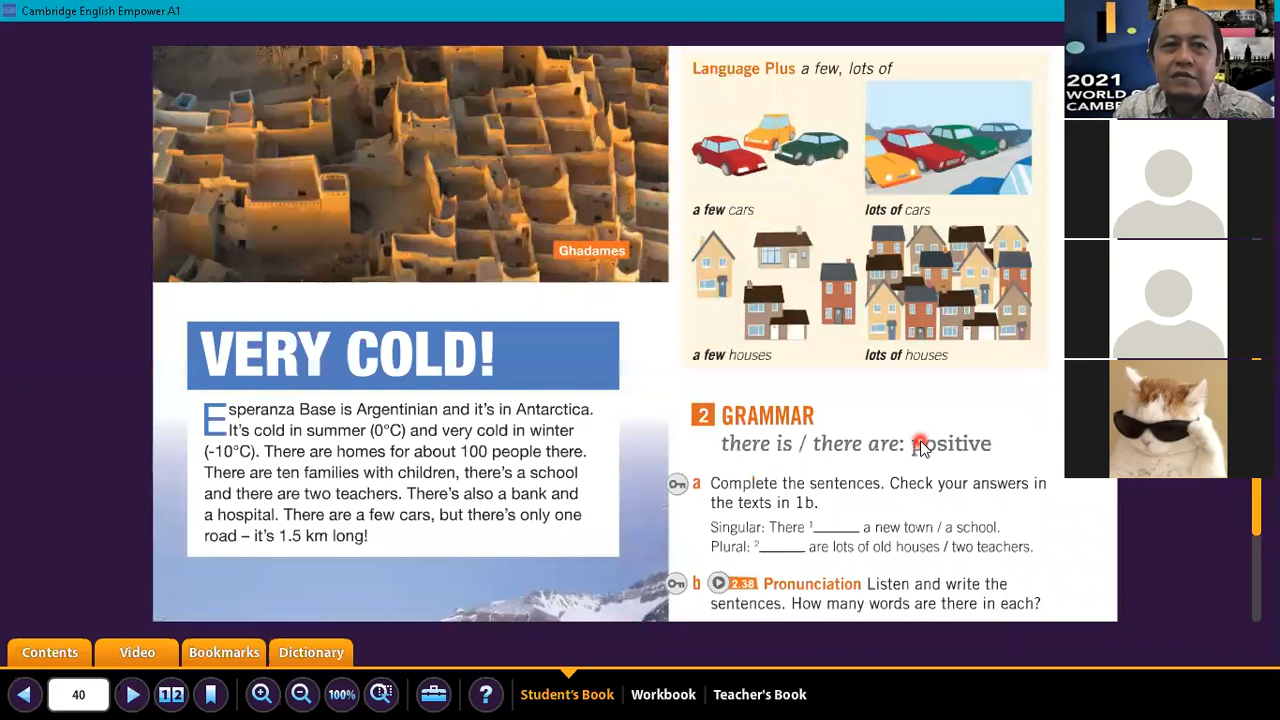 Cambridge English Empower A1
Ghadames
VERY COLD!
Esperanza Base is Argentinian and it's in Antarctica.
It's cold in summer (0°C) and very cold in winter
(-10°C). There are homes for about 100 people there.
There are ten families with children, there's a school
and there are two teachers. There's also a bank and
a hospital. There are a few cars, but there's only one
road – it's 1.5 km long!
Language Plus a few, lots of
a few cars
lots of cars
a few houses
lots of houses
2 GRAMMAR
there is / there are: positive
a Complete the sentences. Check your answers in
the texts in 1b.
Singular: There ¹______ a new town / a school.
Plural: ²______ are lots of old houses / two teachers.
b 2.38 Pronunciation Listen and write the
sentences. How many words are there in each?
2021
WORLD
CAMB
Contents
Video
Bookmarks
Dictionary
40
1 2
100%
?
Student's Book
Workbook
Teacher's Book